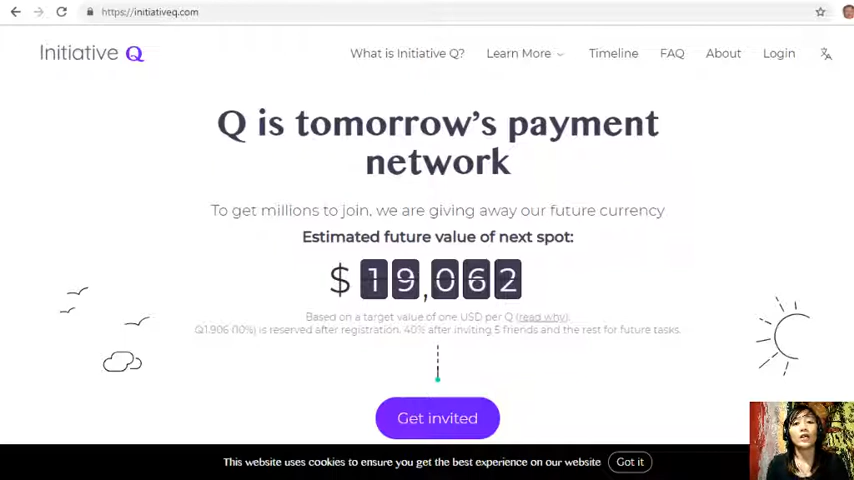 https://initiativeq.com
Initiative Q
What is Initiative Q? Learn More Timeline FAQ About Login
Q is tomorrow's payment
network
To get millions to join, we are giving away our future currency
Estimated future value of next spot:
$ 19,062
Based on a target value of one USD per Q (read why).
Q1,906 (10%) is reserved after registration, 40% after inviting 5 friends and the rest for future tasks.
Get invited
This website uses cookies to ensure you get the best experience on our website Got it